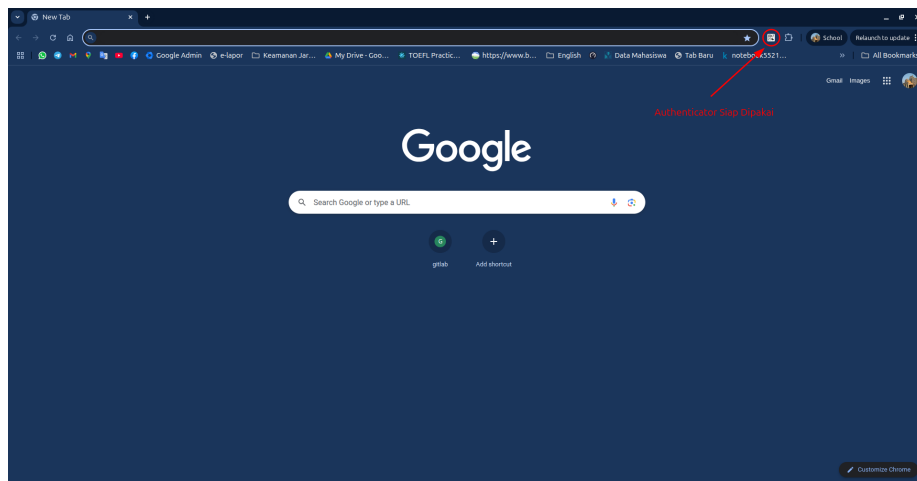 New Tab
School
Relaunch to update
Google Admin
e-lapor
Keamanan Jar...
My Drive - Goo...
TOEFL Practic...
https://www.b...
English
Data Mahasiswa
Tab Baru
notebook5521...
All Bookmarks
Gmail
Images
Authenticator Siap Dipakai
Google
Search Google or type a URL
G
gitlab
Add shortcut
Customize Chrome